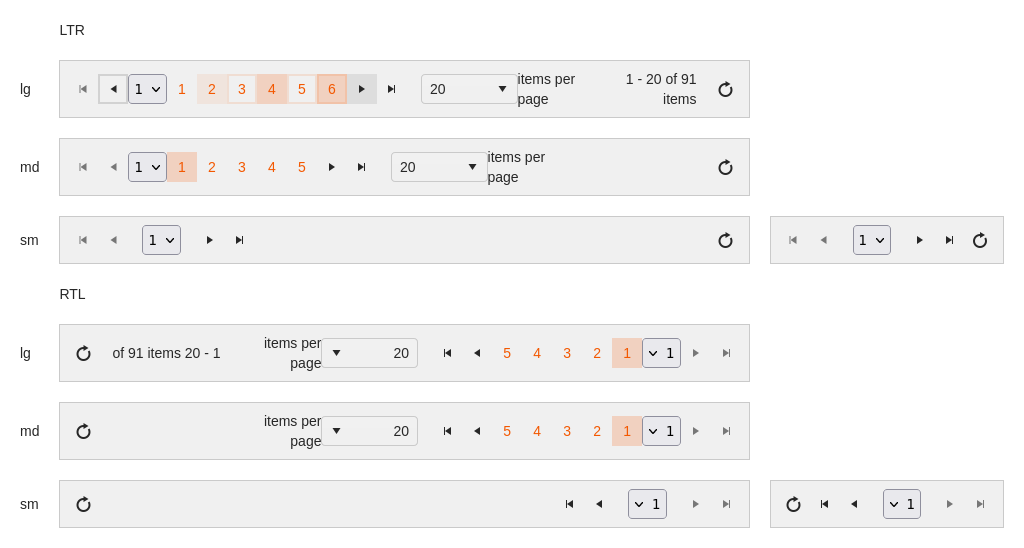 LTR
lg 1 1 2 3 4 5 6 20 items per page 1 - 20 of 91 items
md 1 1 2 3 4 5 20 items per page
sm 1 1
RTL
lg of 91 items 20 - 1 items per page 20 5 4 3 2 1 1
md items per page 20 5 4 3 2 1 1
sm 1 1